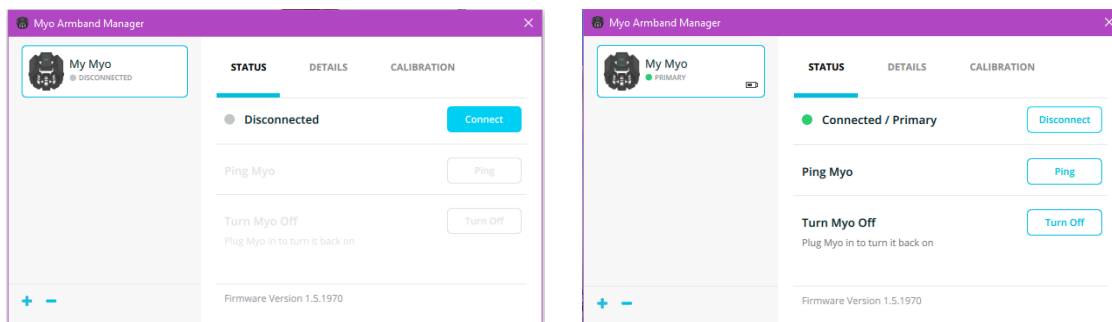 Myo Armband Manager
My Myo
DISCONNECTED
STATUS DETAILS CALIBRATION
Disconnected Connect
Ping Myo Ping
Turn Myo Off Turn Off
Plug Myo in to turn it back on
Firmware Version 1.5.1970
Myo Armband Manager
My Myo
PRIMARY
STATUS DETAILS CALIBRATION
Connected / Primary Disconnect
Ping Myo Ping
Turn Myo Off Turn Off
Plug Myo in to turn it back on
Firmware Version 1.5.1970